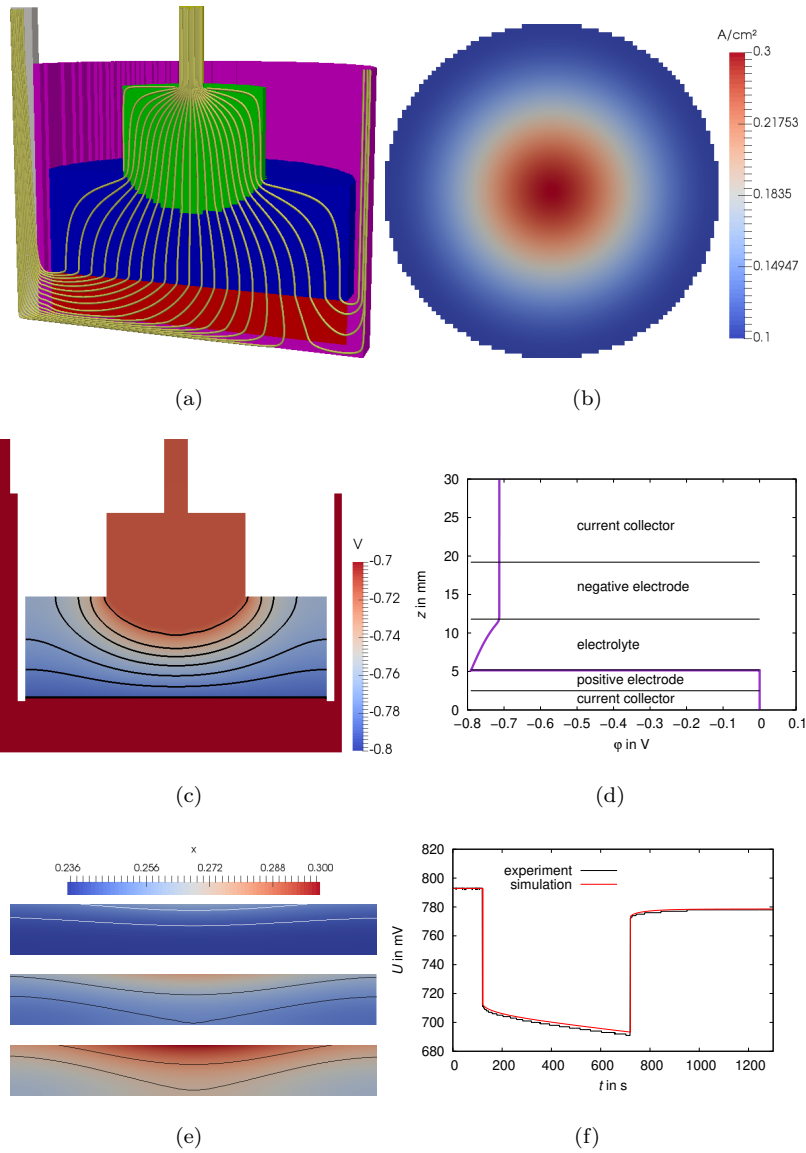 A/cm²
0.3
0.21753
0.1835
0.14947
0.1
(a)
(b)
V
-0.7
-0.72
-0.74
-0.76
-0.78
-0.8
(c)
30
25
20
15
10
5
0
z in mm
current collector
negative electrode
electrolyte
positive electrode
current collector
-0.8 -0.7 -0.6 -0.5 -0.4 -0.3 -0.2 -0.1 0 0.1
φ in V
(d)
x
0.236 0.256 0.272 0.288 0.300
(e)
820
800
780
760
740
720
700
680
U in mV
experiment
simulation
0 200 400 600 800 1000 1200
t in s
(f)